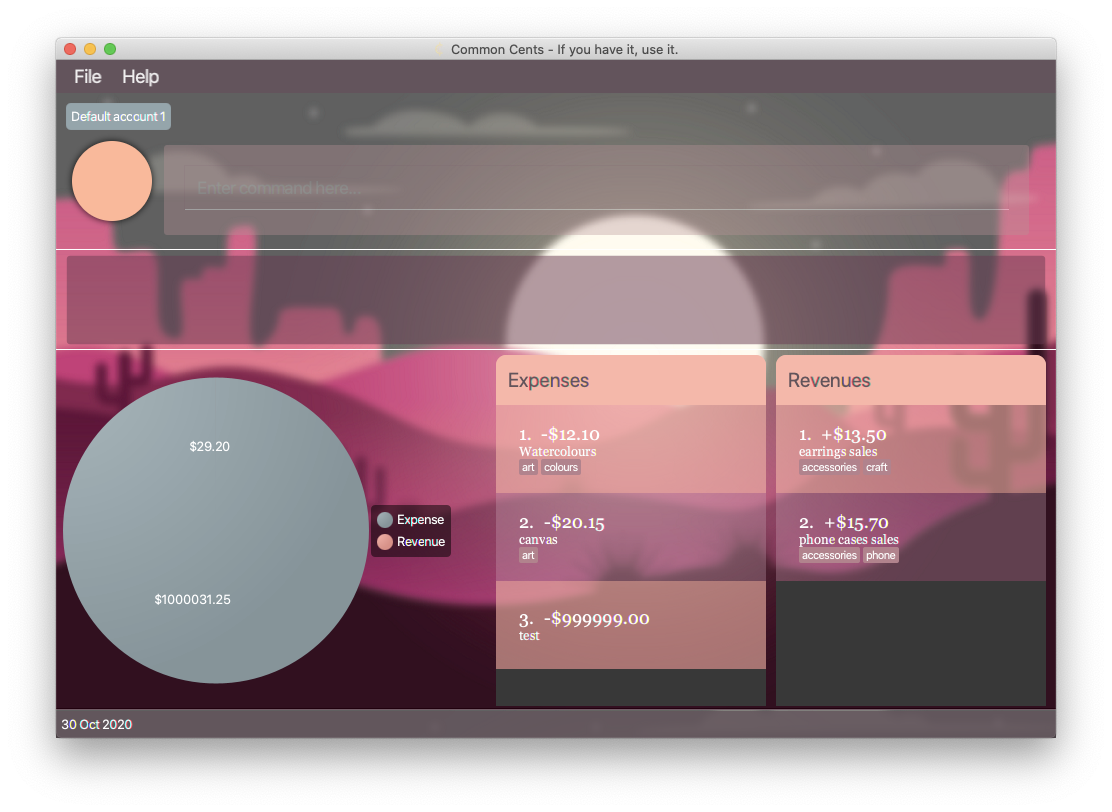 Common Cents - If you have it, use it.
File Help
Default account 1
Enter command here...
$29.20
$1000031.25
Expense
Revenue
Expenses
1. -$12.10
Watercolours
art colours
2. -$20.15
canvas
art
3. -$999999.00
test
Revenues
1. +$13.50
earrings sales
accessories craft
2. +$15.70
phone cases sales
accessories phone
30 Oct 2020